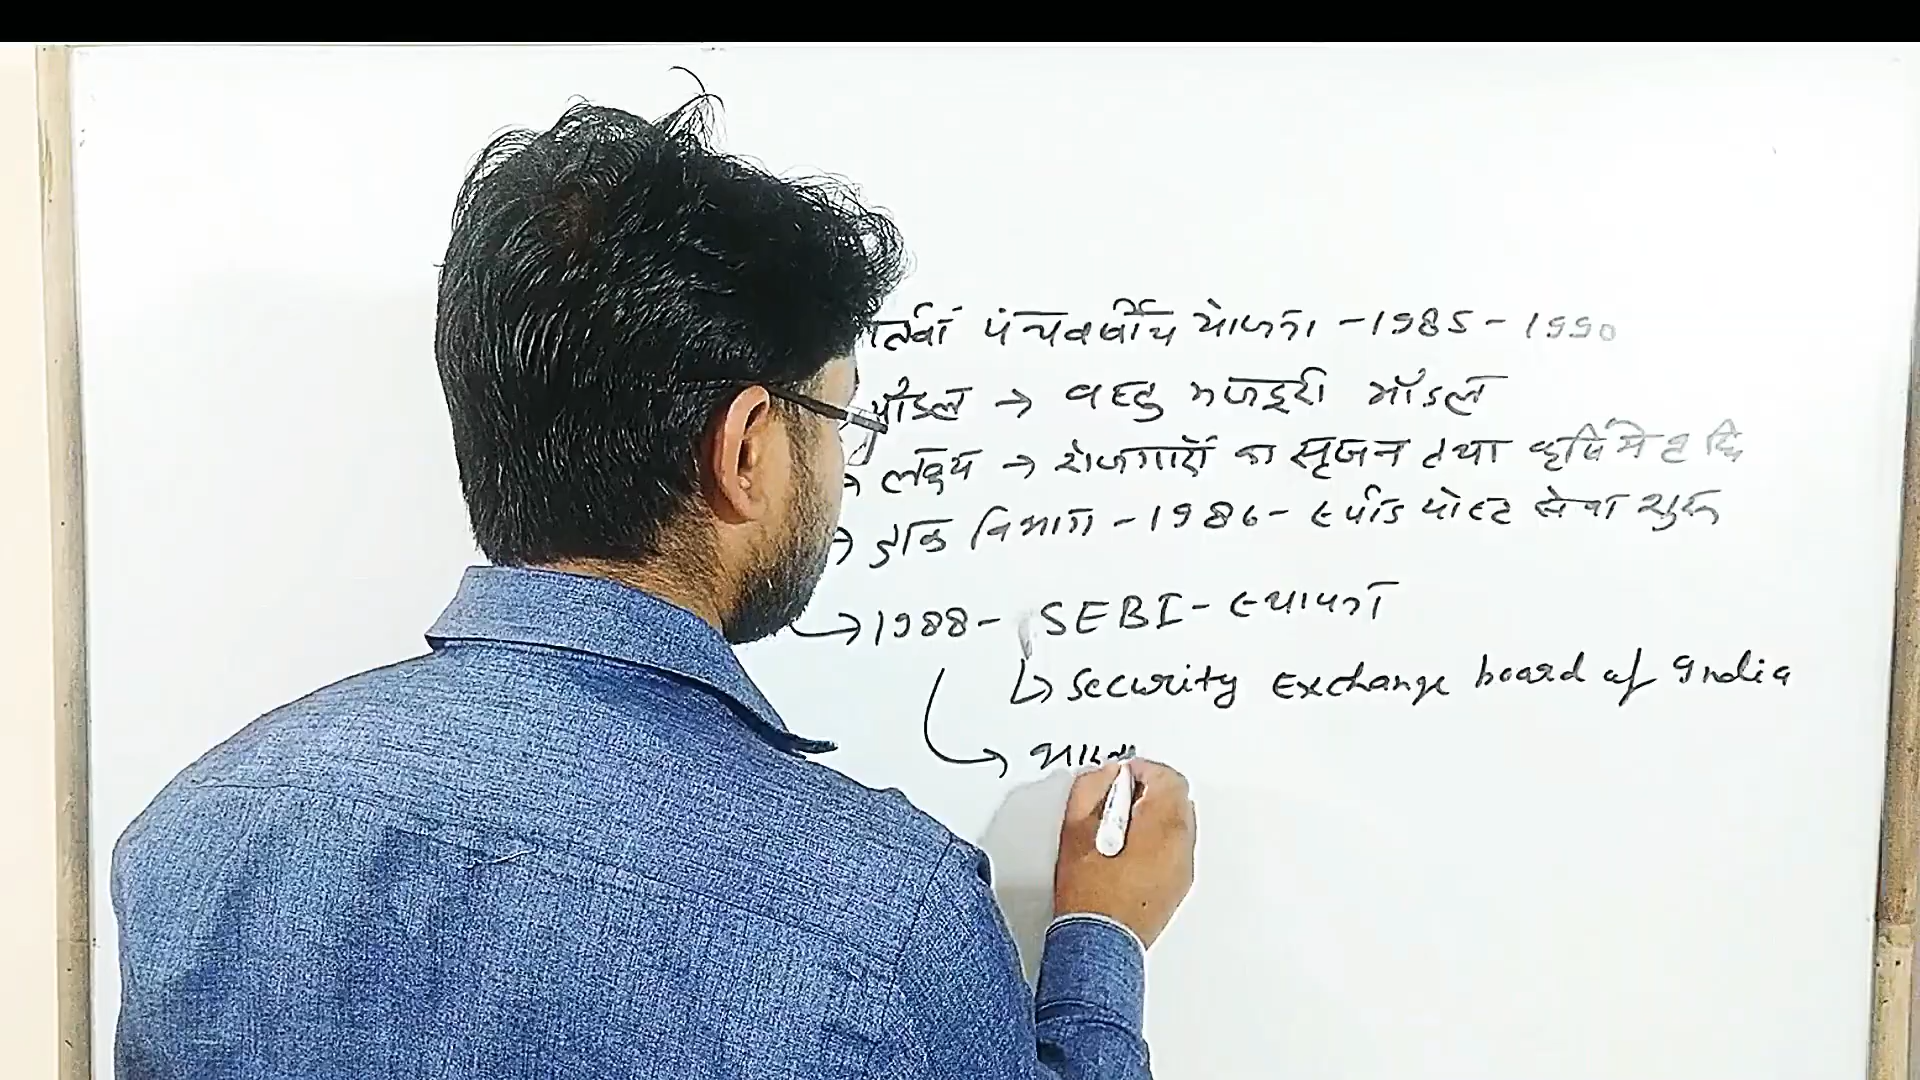 र्तवीं पंचवर्षीय योजना - 1985 - 1990
मॉडल → बहु मजदूरी मॉडल
→ लक्ष्य → रोजगारों का सृजन तथा कृषि में वृद्धि
→ डाक विभाग - 1986 - स्पीड पोस्ट सेवा शुरू
→ 1988 - SEBI - स्थापना
↳ Security Exchange board of India